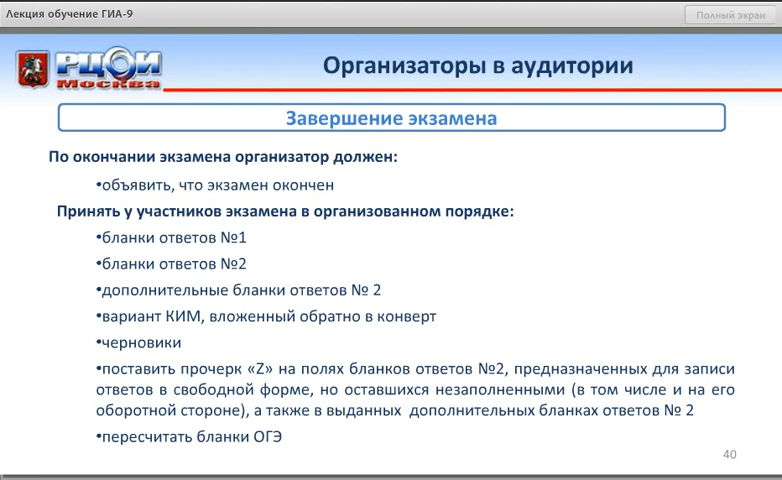 Лекция обучение ГИА-9
Полный экран
РЦОИ
Москва
Организаторы в аудитории
Завершение экзамена
По окончании экзамена организатор должен:
•объявить, что экзамен окончен
Принять у участников экзамена в организованном порядке:
•бланки ответов №1
•бланки ответов №2
•дополнительные бланки ответов № 2
•вариант КИМ, вложенный обратно в конверт
•черновики
•поставить прочерк «Z» на полях бланков ответов №2, предназначенных для записи
ответов в свободной форме, но оставшихся незаполненными (в том числе и на его
оборотной стороне), а также в выданных дополнительных бланках ответов № 2
•пересчитать бланки ОГЭ
40